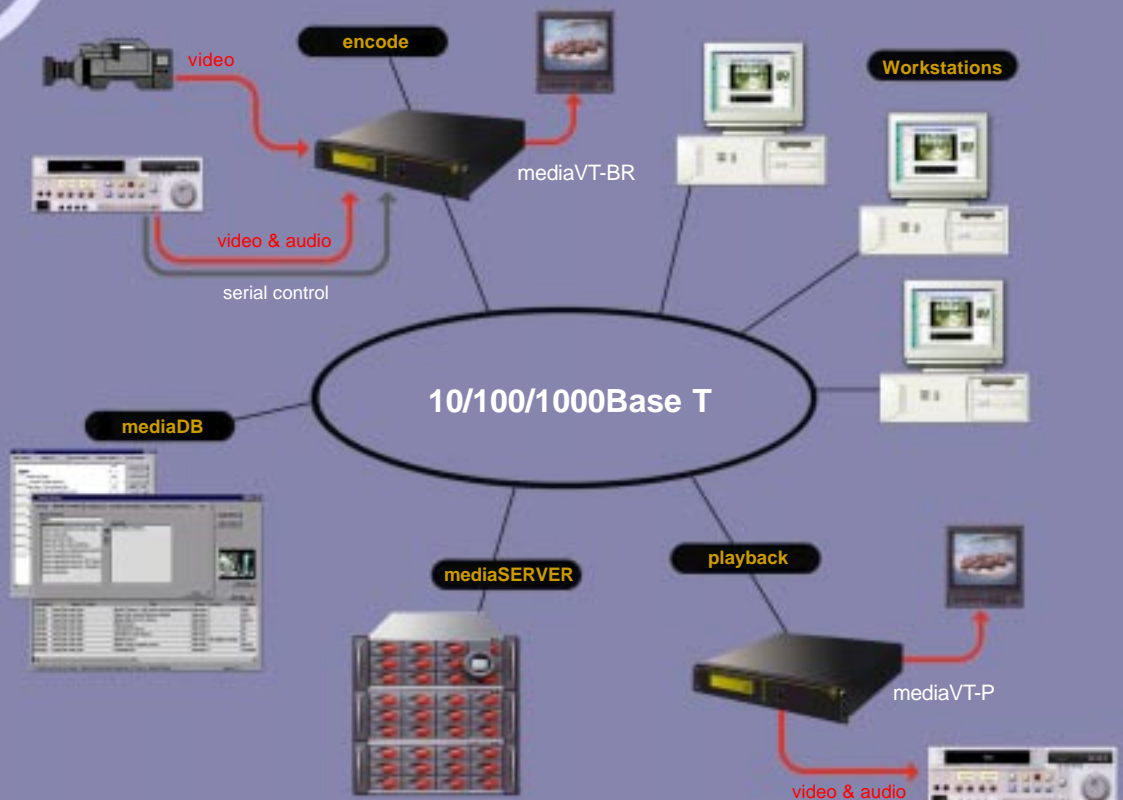 encode
video
Workstations
mediaVT-BR
video & audio
serial control
10/100/1000Base T
mediaDB
mediaSERVER
playback
mediaVT-P
video & audio